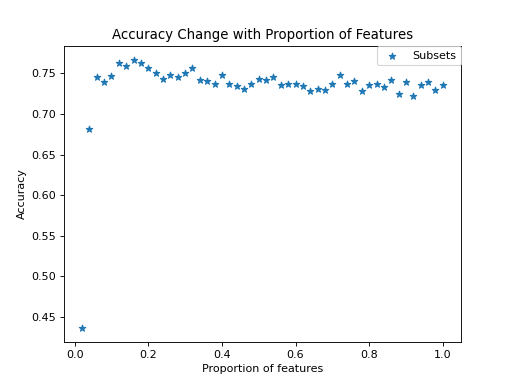 Accuracy Change with Proportion of Features
Subsets
Accuracy
0.75
0.70
0.65
0.60
0.55
0.50
0.45
0.0 0.2 0.4 0.6 0.8 1.0
Proportion of features